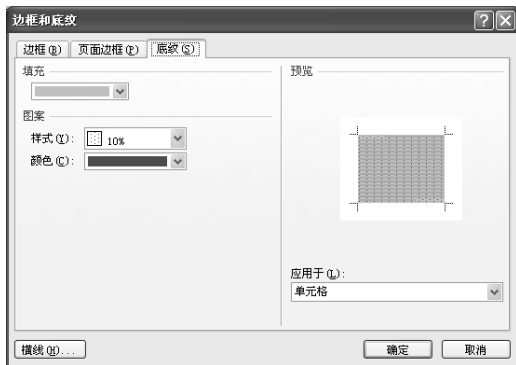 边框和底纹
边框(B) 页面边框(P) 底纹(S)
填充
图案
样式(Y): 10%
颜色(C):
预览
应用于(L):
单元格
横线(H)... 确定 取消